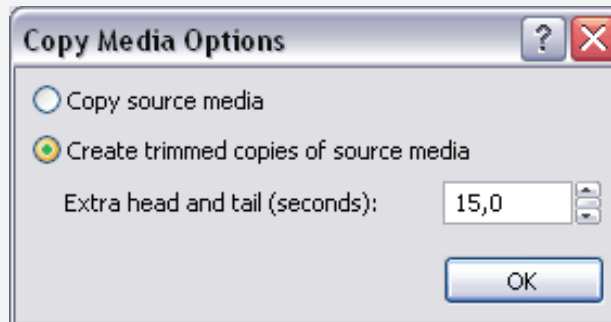 Copy Media Options
Copy source media
Create trimmed copies of source media
Extra head and tail (seconds): 15,0
OK